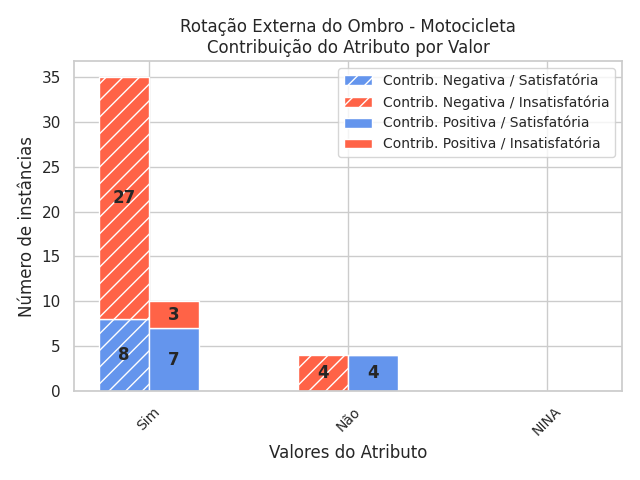 Rotação Externa do Ombro - Motocicleta
Contribuição do Atributo por Valor
Contrib. Negativa / Satisfatória
Contrib. Negativa / Insatisfatória
Contrib. Positiva / Satisfatória
Contrib. Positiva / Insatisfatória
Número de instâncias
35
30
25
20
15
10
5
0
27
8
3
7
4
4
Sim
Não
NINA
Valores do Atributo